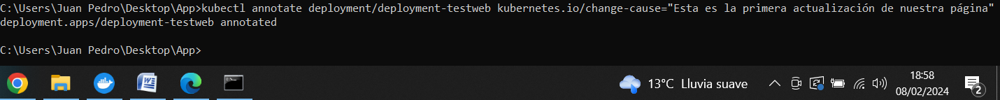 C:\Users\Juan Pedro\Desktop\App>kubectl annotate deployment/deployment-testweb kubernetes.io/change-cause="Esta es la primera actualización de nuestra página"
deployment.apps/deployment-testweb annotated
C:\Users\Juan Pedro\Desktop\App>
13°C Lluvia suave
18:58
08/02/2024
2